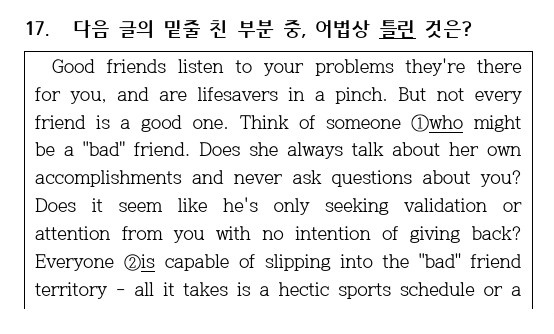 17. 다음 글의 밑줄 친 부분 중, 어법상 틀린 것은?
Good friends listen to your problems they're there
for you, and are lifesavers in a pinch. But not every
friend is a good one. Think of someone ①who might
be a "bad" friend. Does she always talk about her own
accomplishments and never ask questions about you?
Does it seem like he's only seeking validation or
attention from you with no intention of giving back?
Everyone ②is capable of slipping into the "bad" friend
territory - all it takes is a hectic sports schedule or a